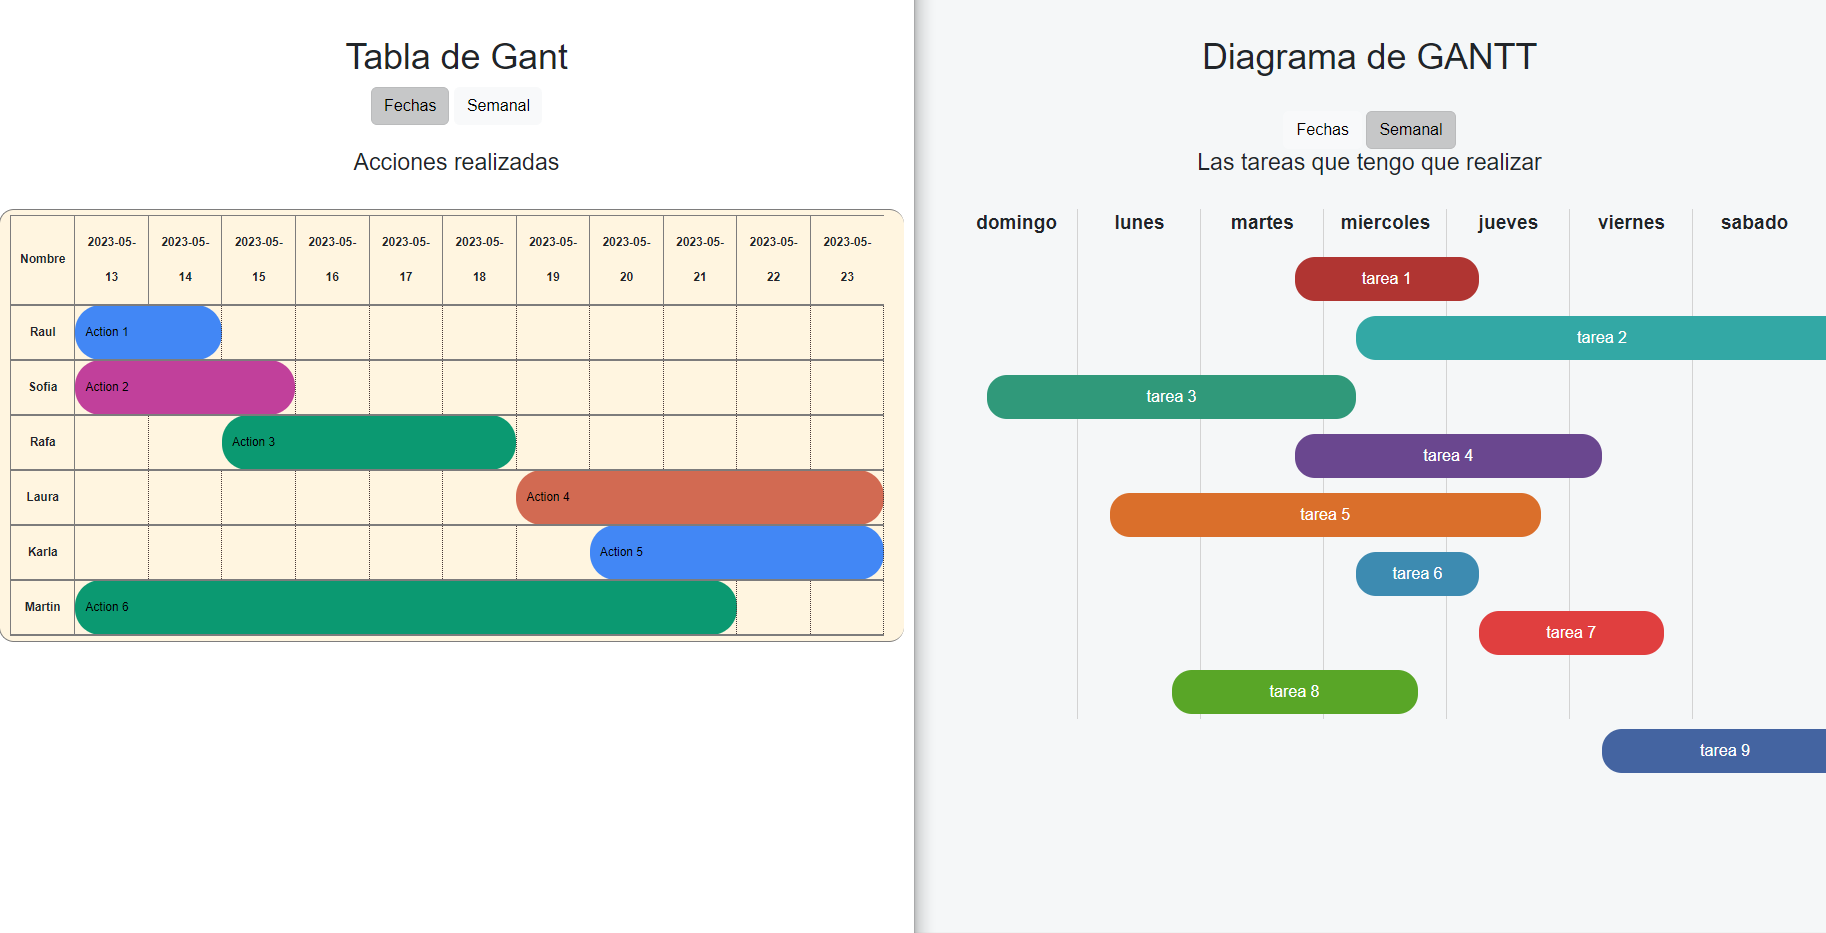 Tabla de Gant
Fechas Semanal
Acciones realizadas
Nombre 2023-05-13 2023-05-14 2023-05-15 2023-05-16 2023-05-17 2023-05-18 2023-05-19 2023-05-20 2023-05-21 2023-05-22 2023-05-23
Raul Action 1
Sofia Action 2
Rafa Action 3
Laura Action 4
Karla Action 5
Martin Action 6
Diagrama de GANTT
Fechas Semanal
Las tareas que tengo que realizar
domingo lunes martes miercoles jueves viernes sabado
tarea 1
tarea 2
tarea 3
tarea 4
tarea 5
tarea 6
tarea 7
tarea 8
tarea 9